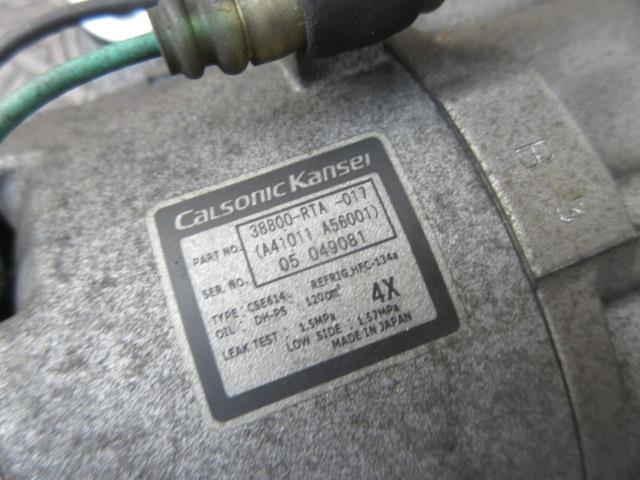 CALSONIC KANSEI
PART NO. 38800-RTA -017
(A41011 A56001)
SER. NO. 05 049081
TYPE : CSE614 REFRIG.HFC-134a
OIL : DH-PS 120cm³ 4X
LEAK TEST : 1.5MPa
LOW SIDE : 1.57MPa
MADE IN JAPAN